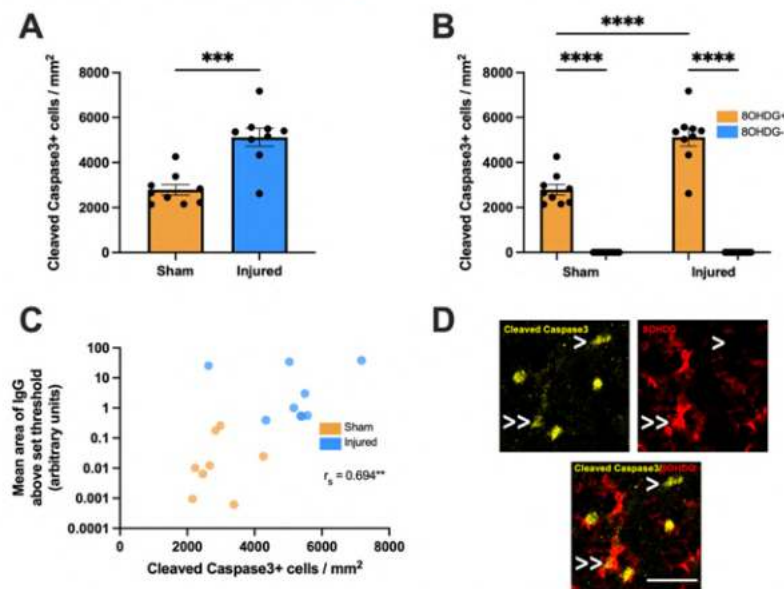 A
***
Cleaved Caspase3+ cells / mm²
8000
6000
4000
2000
0
Sham
Injured
B
****
****
****
Cleaved Caspase3+ cells / mm²
8000
6000
4000
2000
0
Sham
Injured
8OHDG+
8OHDG-
C
Mean area of IgG
above set threshold
(arbitrary units)
100
10
1
0.1
0.01
0.001
0.0001
0
2000
4000
6000
8000
Cleaved Caspase3+ cells / mm²
Sham
Injured
rs = 0.694**
D
Cleaved Caspase3
>
>>
8OHDG
>
>>
Cleaved Caspase3/8OHDG
>
>>